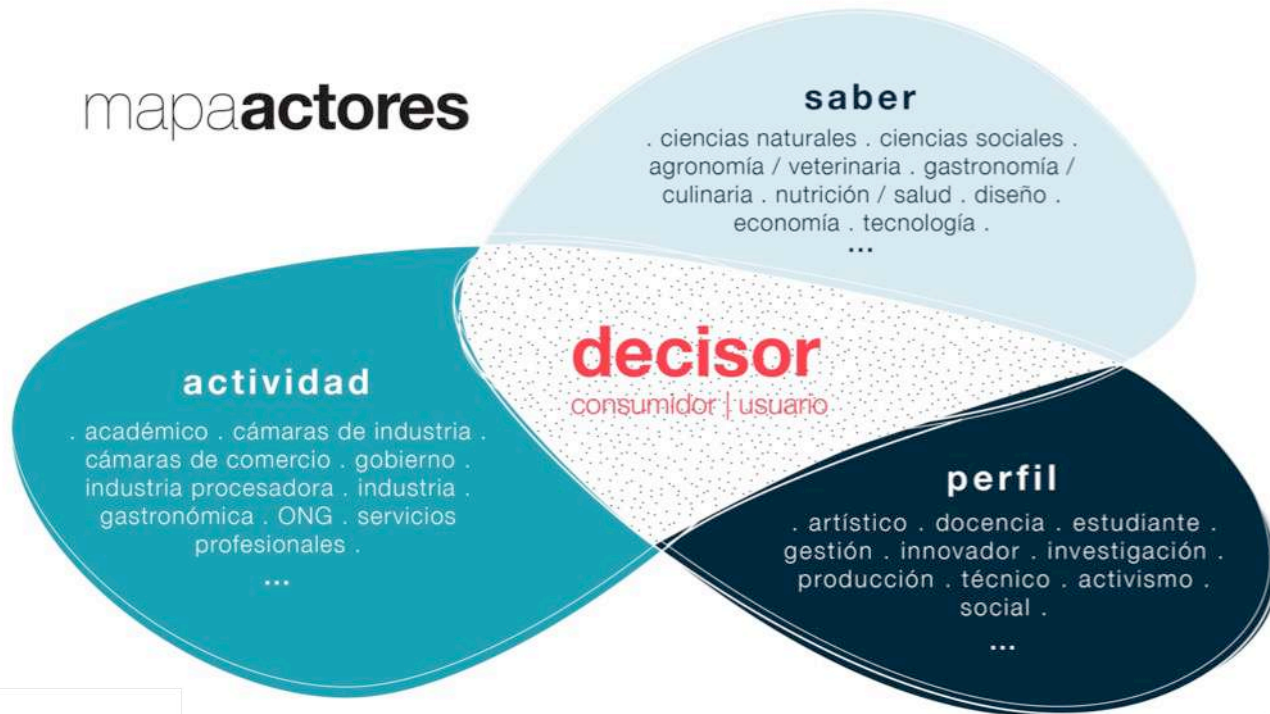 mapaactores
saber
. ciencias naturales . ciencias sociales .
agronomía / veterinaria . gastronomía /
culinaria . nutrición / salud . diseño .
economía . tecnología .
...
decisor
consumidor | usuario
actividad
. académico . cámaras de industria .
cámaras de comercio . gobierno .
industria procesadora . industria .
gastronómica . ONG . servicios
profesionales .
...
perfil
. artístico . docencia . estudiante .
gestión . innovador . investigación .
producción . técnico . activismo .
social .
...